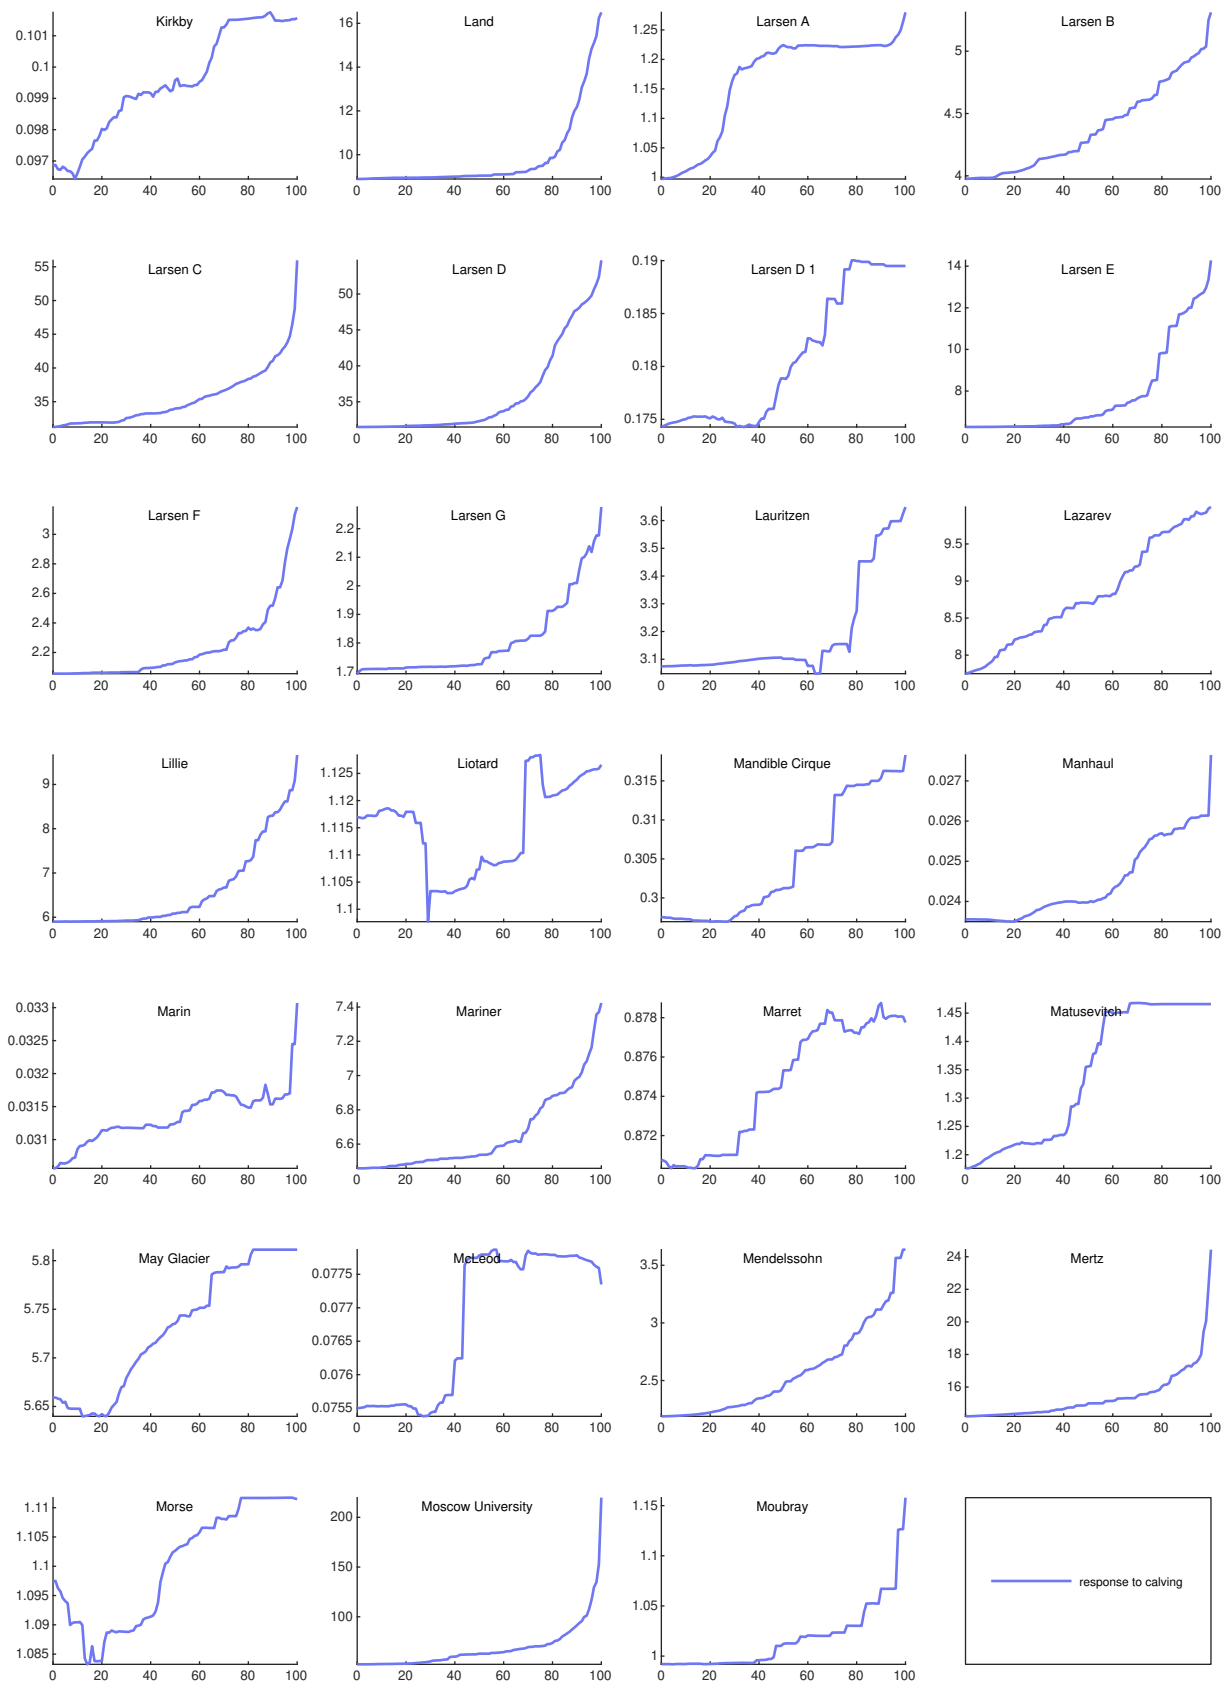 Kirkby
0.101
0.1
0.099
0.098
0.097
0 20 40 60 80 100
Land
16
14
12
10
0 20 40 60 80 100
Larsen A
1.25
1.2
1.15
1.1
1.05
1
0 20 40 60 80 100
Larsen B
5
4.5
4
0 20 40 60 80 100
Larsen C
55
50
45
40
35
0 20 40 60 80 100
Larsen D
50
45
40
35
0 20 40 60 80 100
Larsen D 1
0.19
0.185
0.18
0.175
0 20 40 60 80 100
Larsen E
14
12
10
8
0 20 40 60 80 100
Larsen F
3
2.8
2.6
2.4
2.2
0 20 40 60 80 100
Larsen G
2.2
2.1
2
1.9
1.8
1.7
0 20 40 60 80 100
Lauritzen
3.6
3.5
3.4
3.3
3.2
3.1
0 20 40 60 80 100
Lazarev
9.5
9
8.5
8
0 20 40 60 80 100
Lillie
9
8
7
6
0 20 40 60 80 100
Liotard
1.125
1.12
1.115
1.11
1.105
1.1
0 20 40 60 80 100
Mandible Cirque
0.315
0.31
0.305
0.3
0 20 40 60 80 100
Manhaul
0.027
0.026
0.025
0.024
0 20 40 60 80 100
Marin
0.033
0.0325
0.032
0.0315
0.031
0 20 40 60 80 100
Mariner
7.4
7.2
7
6.8
6.6
0 20 40 60 80 100
Marret
0.878
0.876
0.874
0.872
0 20 40 60 80 100
Matusevitch
1.45
1.4
1.35
1.3
1.25
1.2
0 20 40 60 80 100
May Glacier
5.8
5.75
5.7
5.65
0 20 40 60 80 100
McLeod
0.0775
0.077
0.0765
0.076
0.0755
0 20 40 60 80 100
Mendelssohn
3.5
3
2.5
0 20 40 60 80 100
Mertz
24
22
20
18
16
0 20 40 60 80 100
Morse
1.11
1.105
1.1
1.095
1.09
1.085
0 20 40 60 80 100
Moscow University
200
150
100
0 20 40 60 80 100
Moubray
1.15
1.1
1.05
1
0 20 40 60 80 100
response to calving